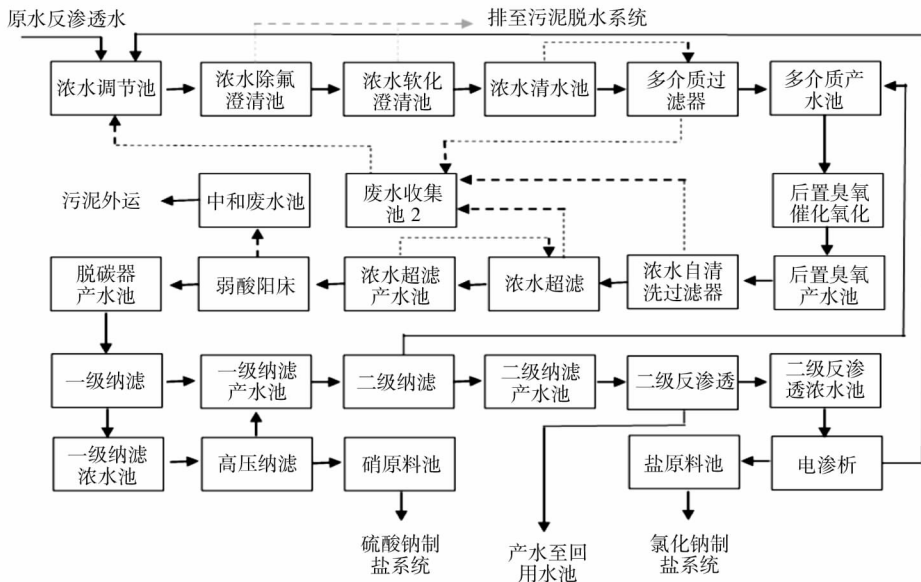 原水反渗透水
排至污泥脱水系统
浓水调节池
浓水除氟
澄清池
浓水软化
澄清池
浓水清水池
多介质过
滤器
多介质产
水池
污泥外运
中和废水池
废水收集
池2
后置臭氧
催化氧化
脱碳器
产水池
弱酸阳床
浓水超滤
产水池
浓水超滤
浓水自清
洗过滤器
后置臭氧
产水池
一级纳滤
一级纳滤
产水池
二级纳滤
二级纳滤
产水池
二级反渗透
二级反渗
透浓水池
一级纳滤
浓水池
高压纳滤
硝原料池
盐原料池
电渗析
硫酸钠制
盐系统
产水至回
用水池
氯化钠制
盐系统